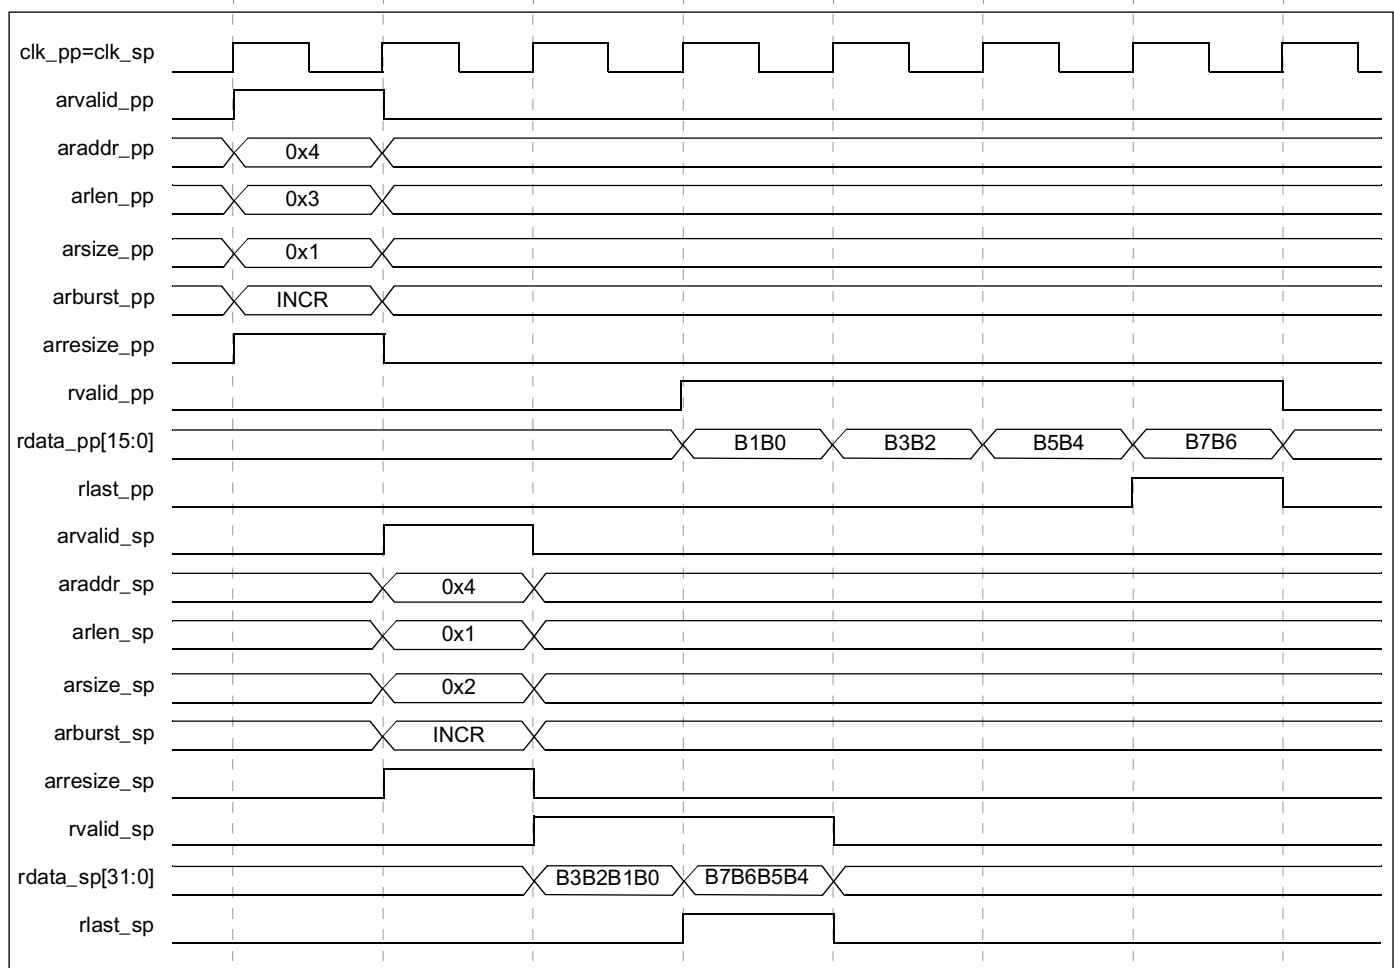 clk_pp=clk_sp
arvalid_pp
araddr_pp 0x4
arlen_pp 0x3
arsize_pp 0x1
arburst_pp INCR
arresize_pp
rvalid_pp
rdata_pp[15:0] B1B0 B3B2 B5B4 B7B6
rlast_pp
arvalid_sp
araddr_sp 0x4
arlen_sp 0x1
arsize_sp 0x2
arburst_sp INCR
arresize_sp
rvalid_sp
rdata_sp[31:0] B3B2B1B0 B7B6B5B4
rlast_sp